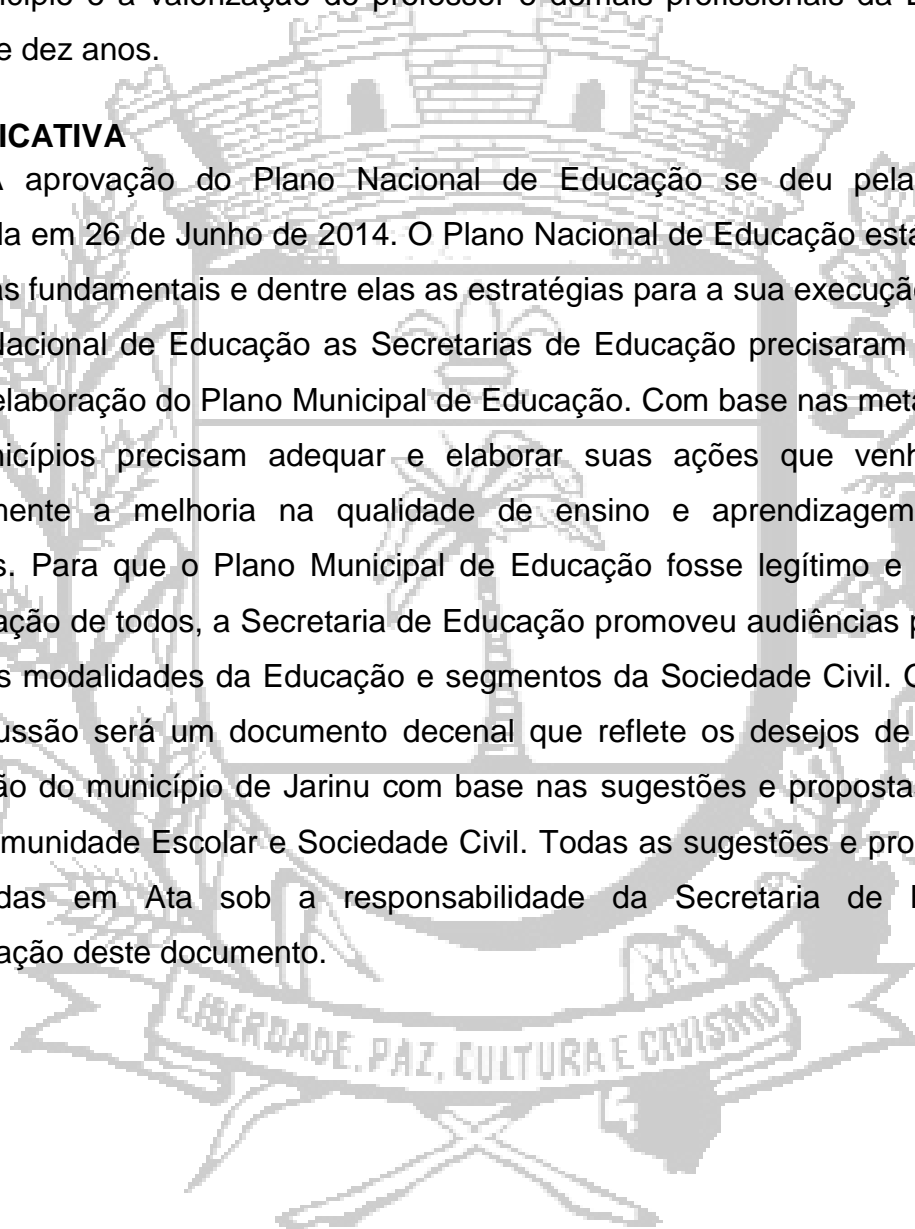 cípio e a valorização do professor e demais profissionais da
e dez anos.
ICATIVA
A aprovação do Plano Nacional de Educação se deu pela
da em 26 de Junho de 2014. O Plano Nacional de Educação esta
as fundamentais e dentre elas as estratégias para a sua execução
Nacional de Educação as Secretarias de Educação precisaram
elaboração do Plano Municipal de Educação. Com base nas meta
nicípios precisam adequar e elaborar suas ações que venh
mente a melhoria na qualidade de ensino e aprendizagem
s. Para que o Plano Municipal de Educação fosse legítimo e
ação de todos, a Secretaria de Educação promoveu audiências p
s modalidades da Educação e segmentos da Sociedade Civil. C
ussão será um documento decenal que reflete os desejos de
ão do município de Jarinu com base nas sugestões e proposta
munidade Escolar e Sociedade Civil. Todas as sugestões e pro
das em Ata sob a responsabilidade da Secretaria de
ação deste documento.
LIBERDADE, PAZ, CULTURA E CIVISMO